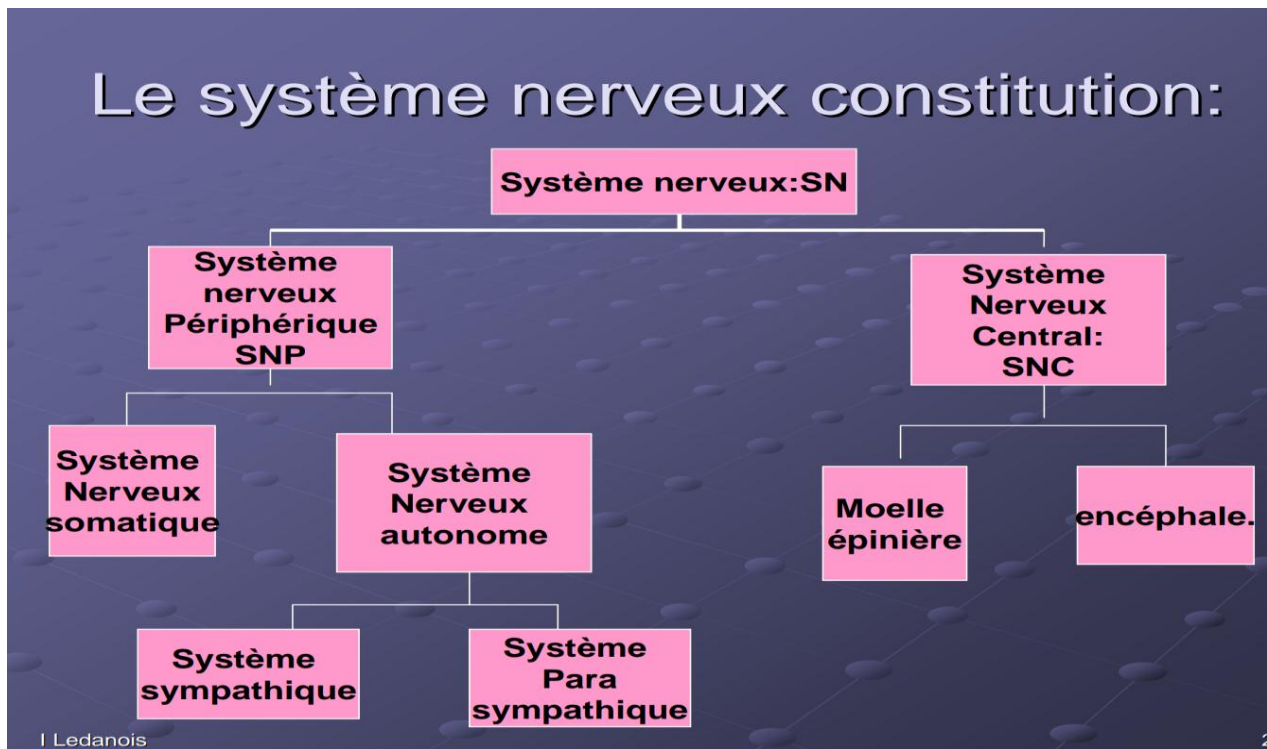 Le système nerveux constitution:
Système nerveux:SN
Système
nerveux
Périphérique
SNP
Système
Nerveux
Central:
SNC
Système
Nerveux
somatique
Système
Nerveux
autonome
Moelle
épinière
encéphale.
Système
sympathique
Système
Para
sympathique
I Ledanois
2